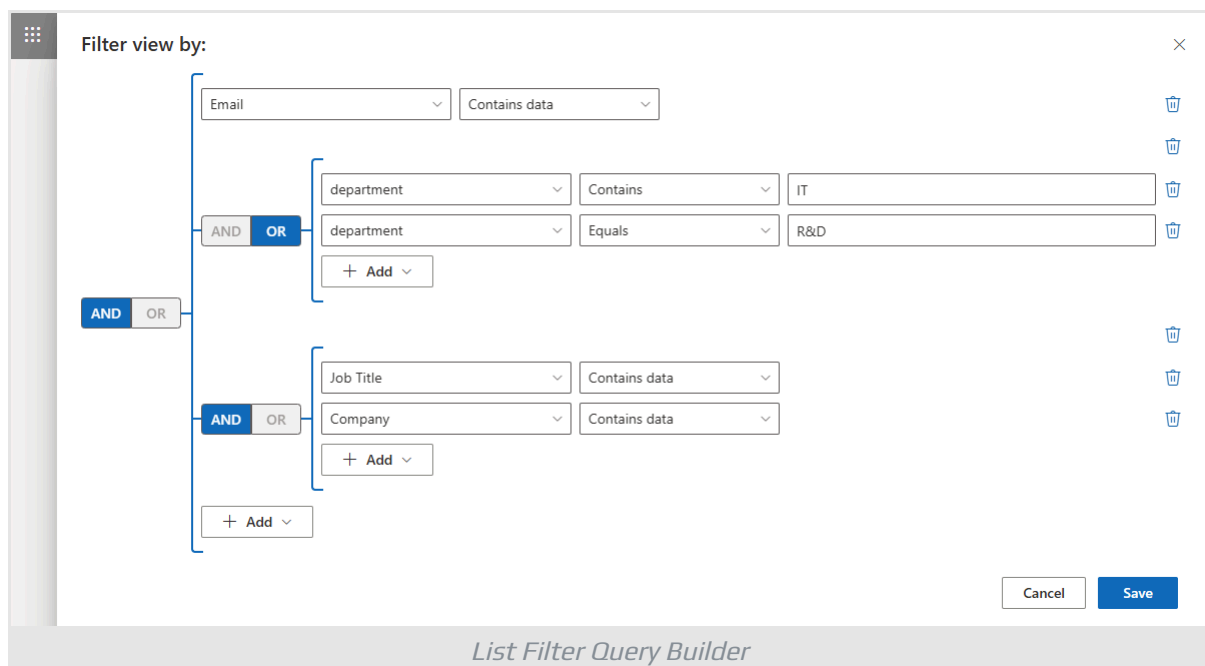 Filter view by:
Email Contains data
department Contains IT
AND OR department Equals R&D
+ Add
AND OR
Job Title Contains data
AND OR Company Contains data
+ Add
+ Add
Cancel Save
List Filter Query Builder